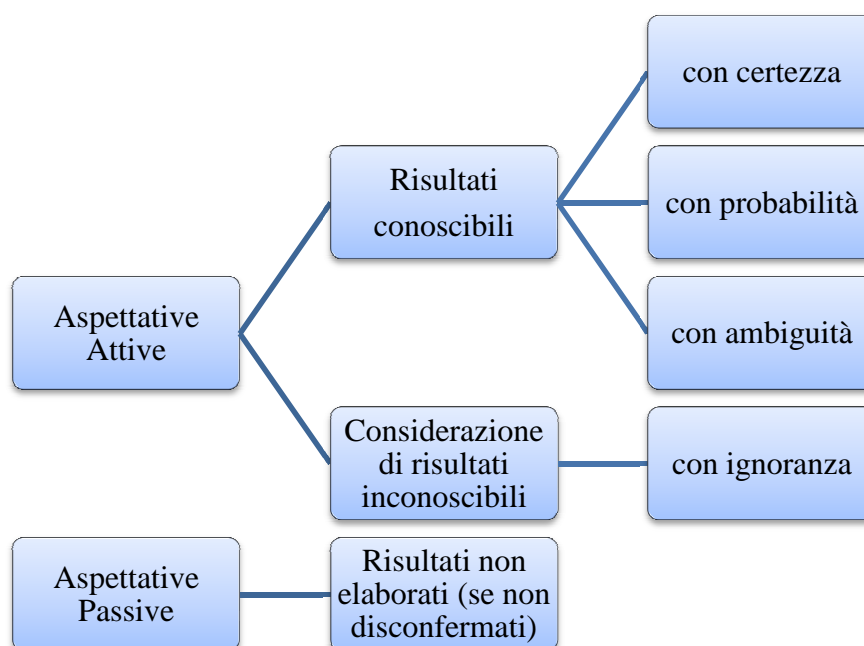 con certezza
Risultati
conoscibili
con probabilità
Aspettative
Attive
con ambiguità
Considerazione
di risultati
inconoscibili
con ignoranza
Aspettative
Passive
Risultati non
elaborati (se non
disconfermati)